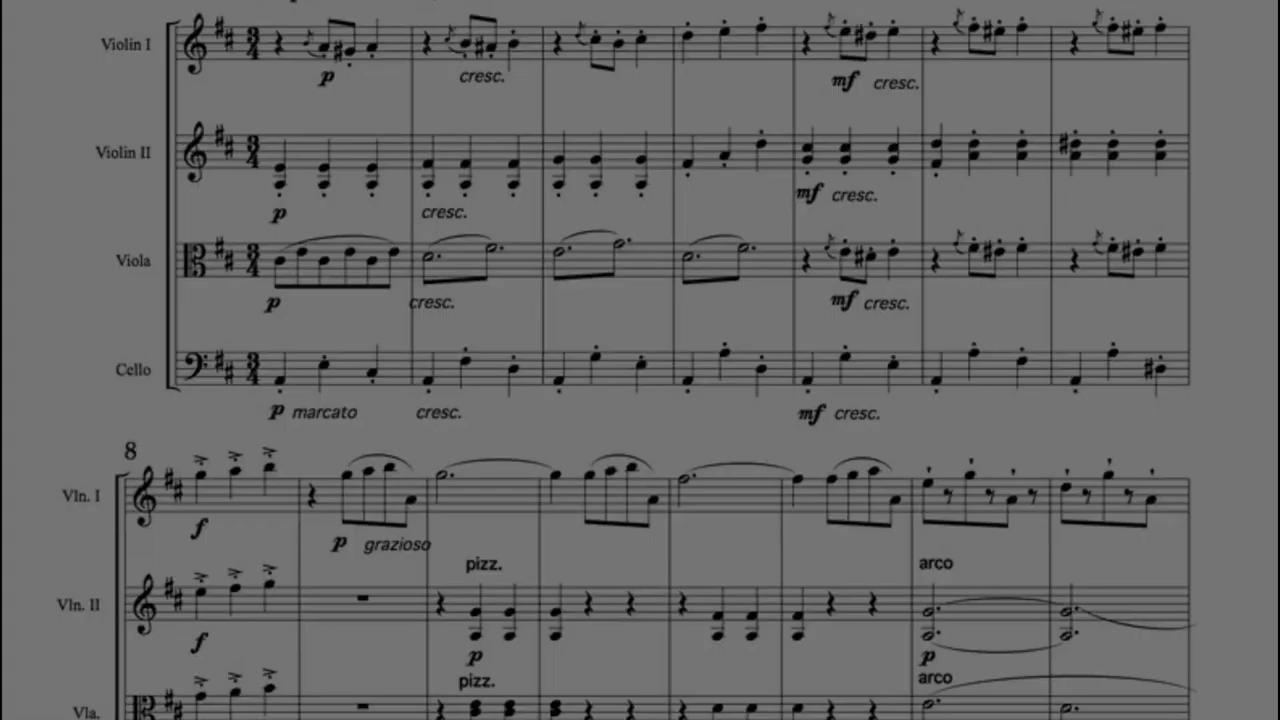 Violin I
p cresc. mf cresc.
Violin II
p cresc. mf cresc.
Viola
p cresc. mf cresc.
Cello
p marcato cresc. mf cresc.
8
Vln. I
f p grazioso
pizz. arco
Vln. II
f p p
pizz. arco
Vla.